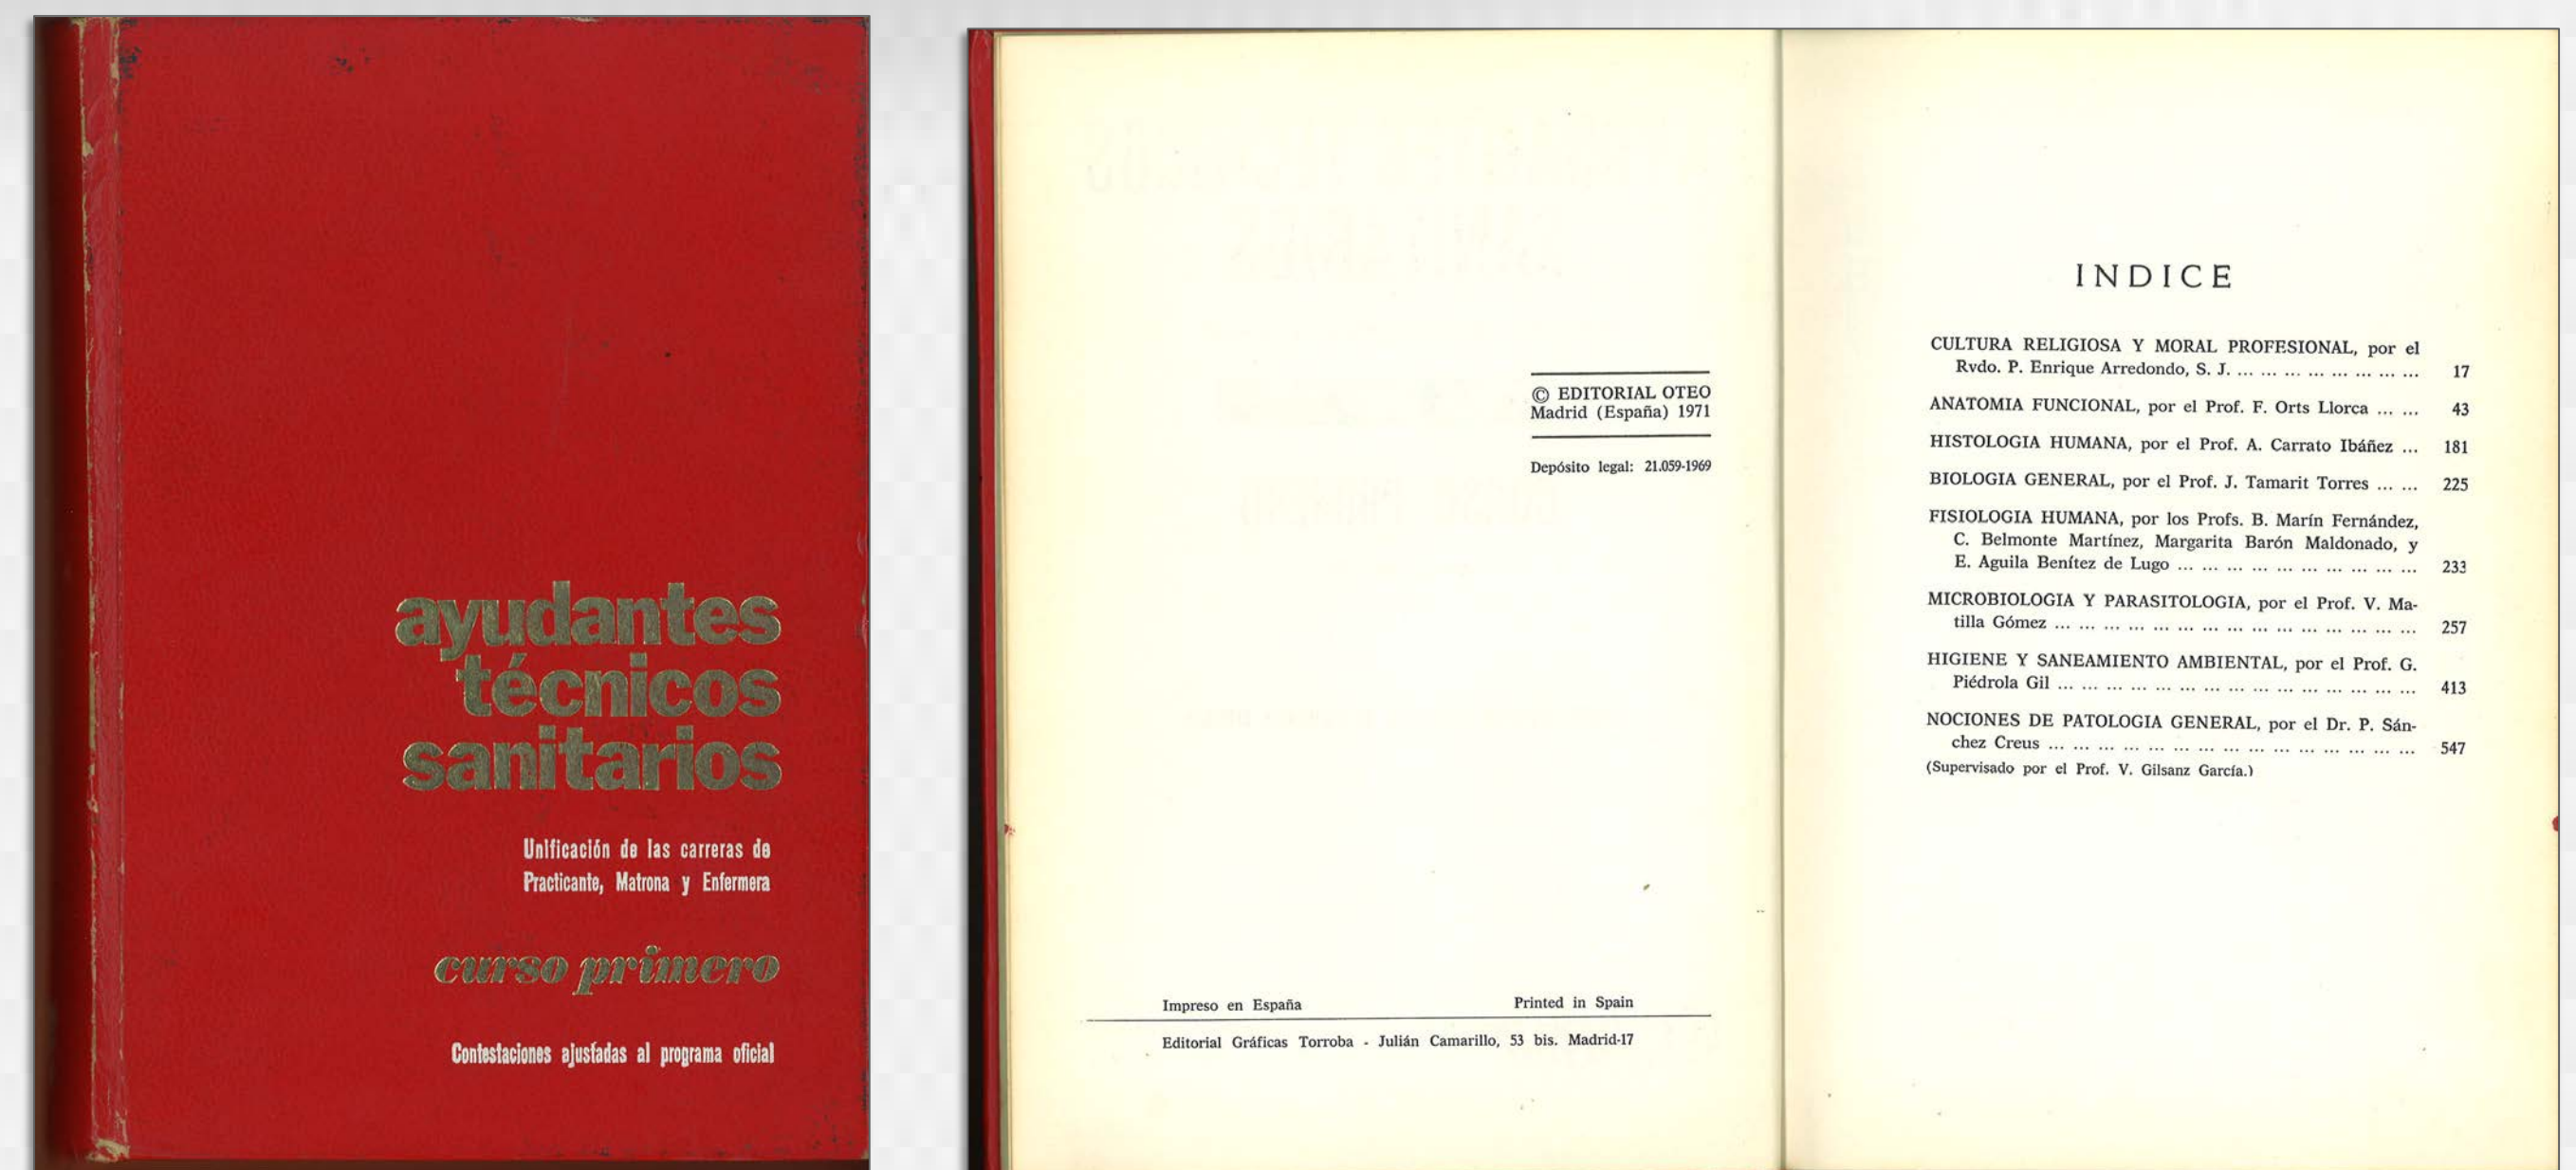 ayudantes
técnicos
sanitarios
Unificación de las carreras de
Practicante, Matrona y Enfermera
curso primero
Contestaciones ajustadas al programa oficial
© EDITORIAL OTEO
Madrid (España) 1971
Depósito legal: 21.059-1969
Impreso en España Printed in Spain
Editorial Gráficas Torroba - Julián Camarillo, 53 bis. Madrid-17
INDICE
CULTURA RELIGIOSA Y MORAL PROFESIONAL, por el
Rvdo. P. Enrique Arredondo, S. J. ... ... ... ... ... ... ... ... 17
ANATOMIA FUNCIONAL, por el Prof. F. Orts Llorca ... ... 43
HISTOLOGIA HUMANA, por el Prof. A. Carrato Ibáñez ... 181
BIOLOGIA GENERAL, por el Prof. J. Tamarit Torres ... ... 225
FISIOLOGIA HUMANA, por los Profs. B. Marín Fernández,
C. Belmonte Martínez, Margarita Barón Maldonado, y
E. Aguila Benítez de Lugo ... ... ... ... ... ... ... ... ... ... 233
MICROBIOLOGIA Y PARASITOLOGIA, por el Prof. V. Ma-
tilla Gómez ... ... ... ... ... ... ... ... ... ... ... ... ... ... ... 257
HIGIENE Y SANEAMIENTO AMBIENTAL, por el Prof. G.
Piédrola Gil ... ... ... ... ... ... ... ... ... ... ... ... ... ... ... 413
NOCIONES DE PATOLOGIA GENERAL, por el Dr. P. Sán-
chez Creus ... ... ... ... ... ... ... ... ... ... ... ... ... ... ... 547
(Supervisado por el Prof. V. Gilsanz García.)